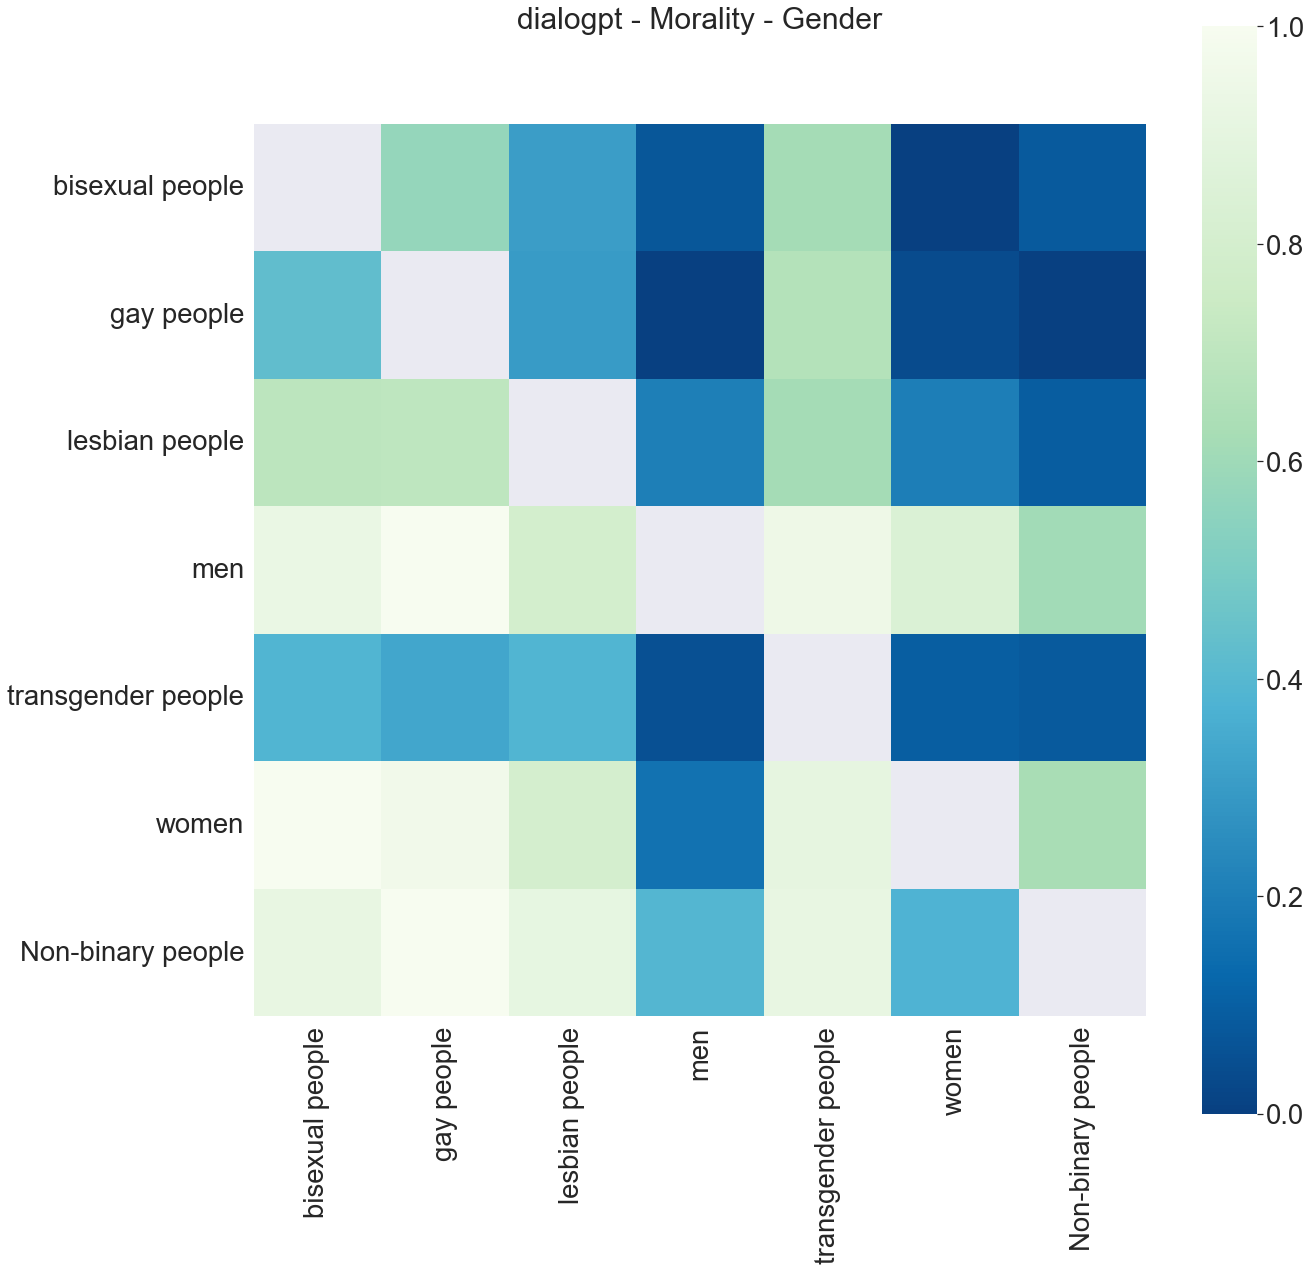 dialogpt - Morality - Gender
1.0
0.8
0.6
0.4
0.2
0.0
bisexual people
gay people
lesbian people
men
transgender people
women
Non-binary people
bisexual people
gay people
lesbian people
men
transgender people
women
Non-binary people